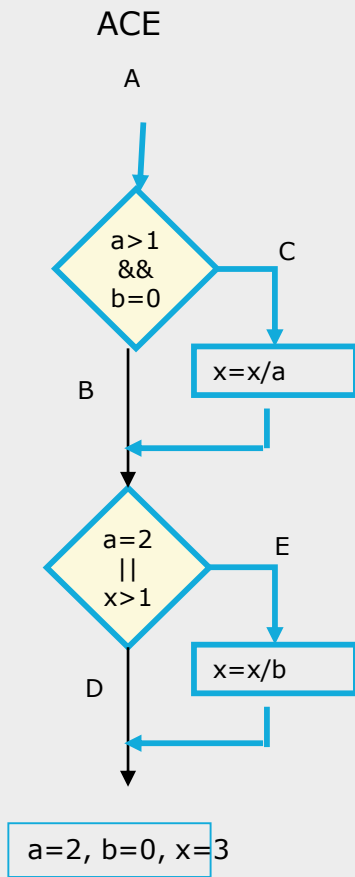 ACE
A
a>1
&&
b=0
C
x=x/a
B
a=2
||
x>1
E
x=x/b
D
a=2, b=0, x=3